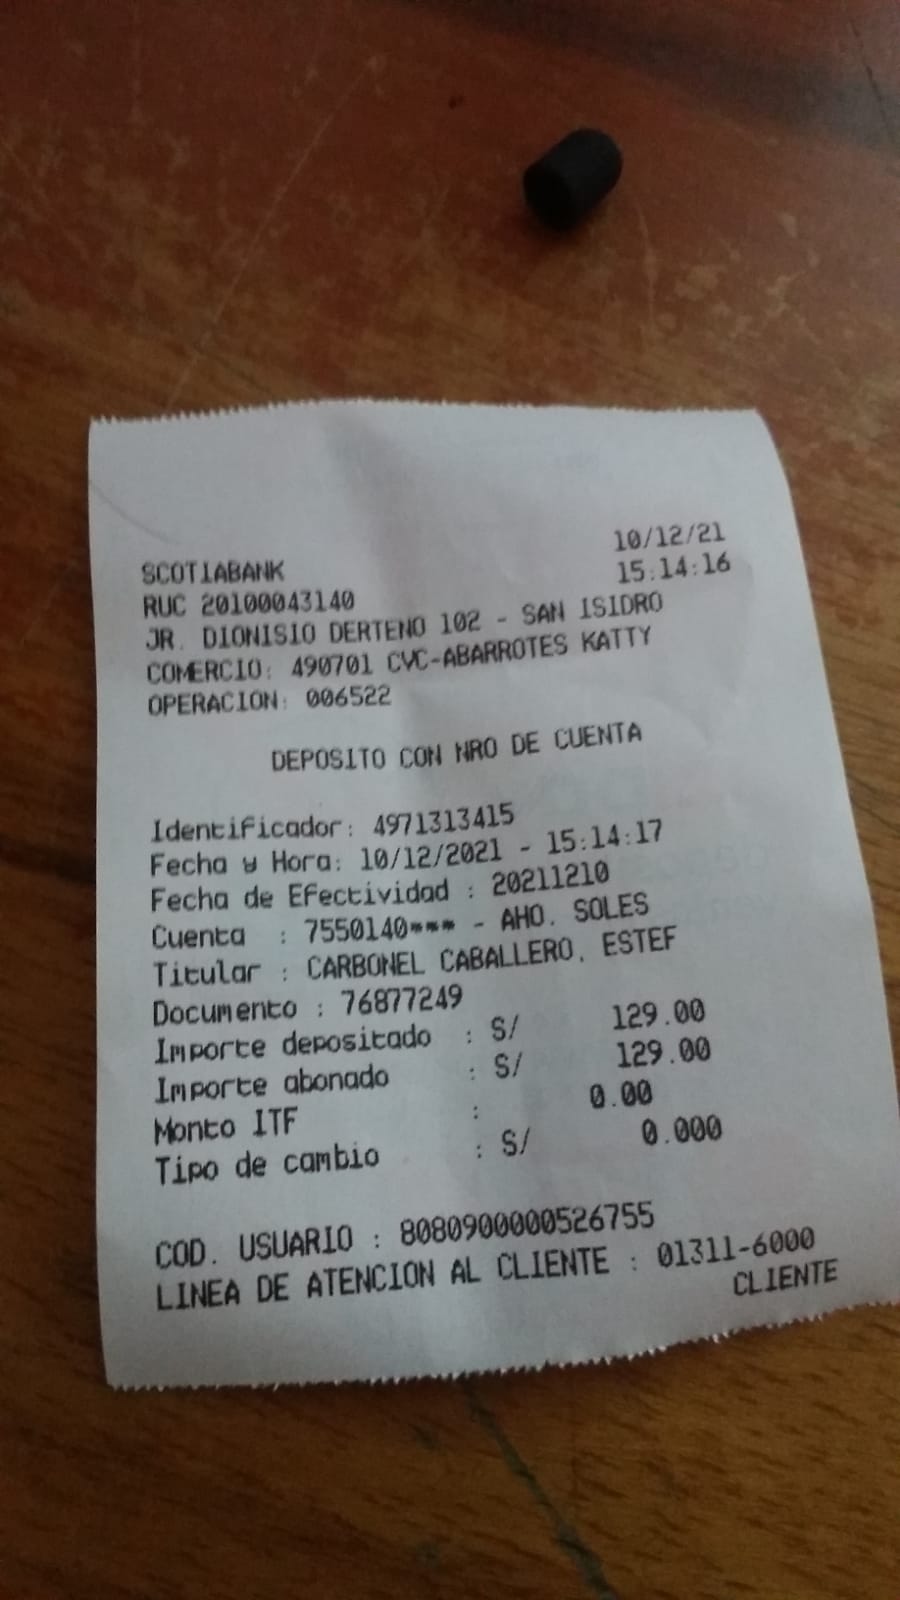 10/12/21
SCOTIABANK 15:14:16
RUC 20100043140
JR. DIONISIO DERTENO 102 - SAN ISIDRO
COMERCIO: 490701 CVC-ABARROTES KATTY
OPERACION: 006522
DEPOSITO CON NRO DE CUENTA
Identificador: 4971313415
Fecha y Hora: 10/12/2021 - 15:14:17
Fecha de Efectividad : 20211210
Cuenta : 7550140*** - AHO. SOLES
Titular : CARBONEL CABALLERO, ESTEF
Documento : 76877249
Importe depositado : S/ 129.00
Importe abonado : S/ 129.00
Monto ITF : 0.00
Tipo de cambio : S/ 0.000
COD. USUARIO : 8080900000526755
LINEA DE ATENCION AL CLIENTE : 01311-6000
CLIENTE